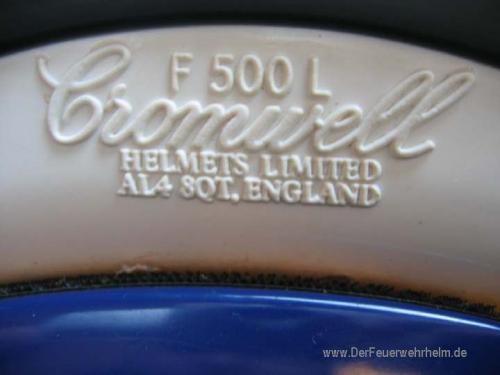 F 500 L
Cromwell
HELMETS LIMITED
AL4 8QT, ENGLAND
www.DerFeuerwehrhelm.de